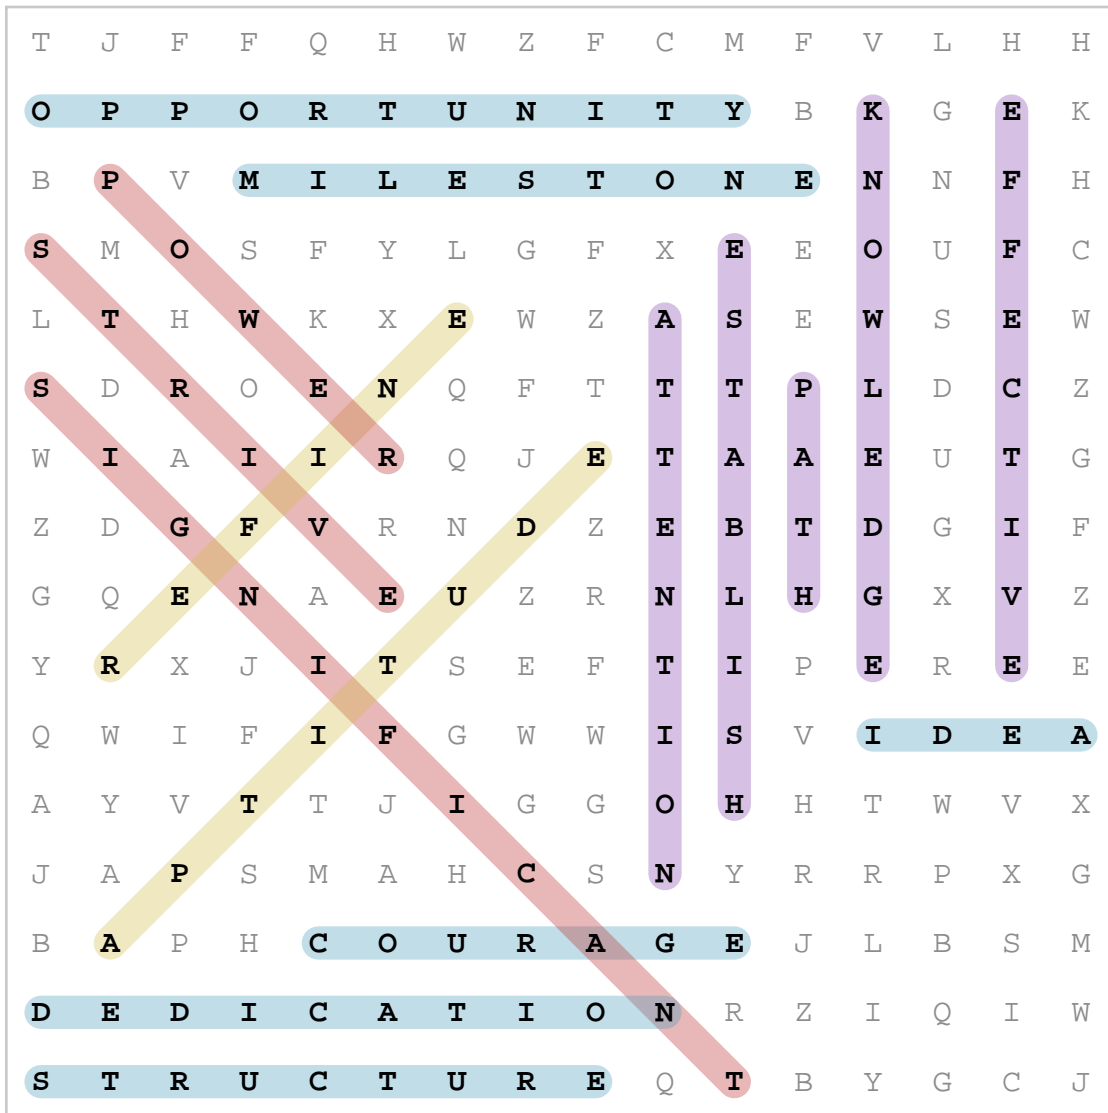 T J F F Q H W Z F C M F V L H H
O P P O R T U N I T Y B K G E K
B P V M I L E S T O N E N N F H
S M O S F Y L G F X E E O U F C
L T H W K X E W Z A S E W S E W
S D R O E N Q F T T T P L D C Z
W I A I I R Q J E T A A E U T G
Z D G F V R N D Z E B T D G I F
G Q E N A E U Z R N L H G X V Z
Y R X J I T S E F T I P E R E E
Q W I F I F G W W I S V I D E A
A Y V T T J I G G O H H T W V X
J A P S M A H C S N Y R R P X G
B A P H C O U R A G E J L B S M
D E D I C A T I O N R Z I Q I W
S T R U C T U R E Q T B Y G C J